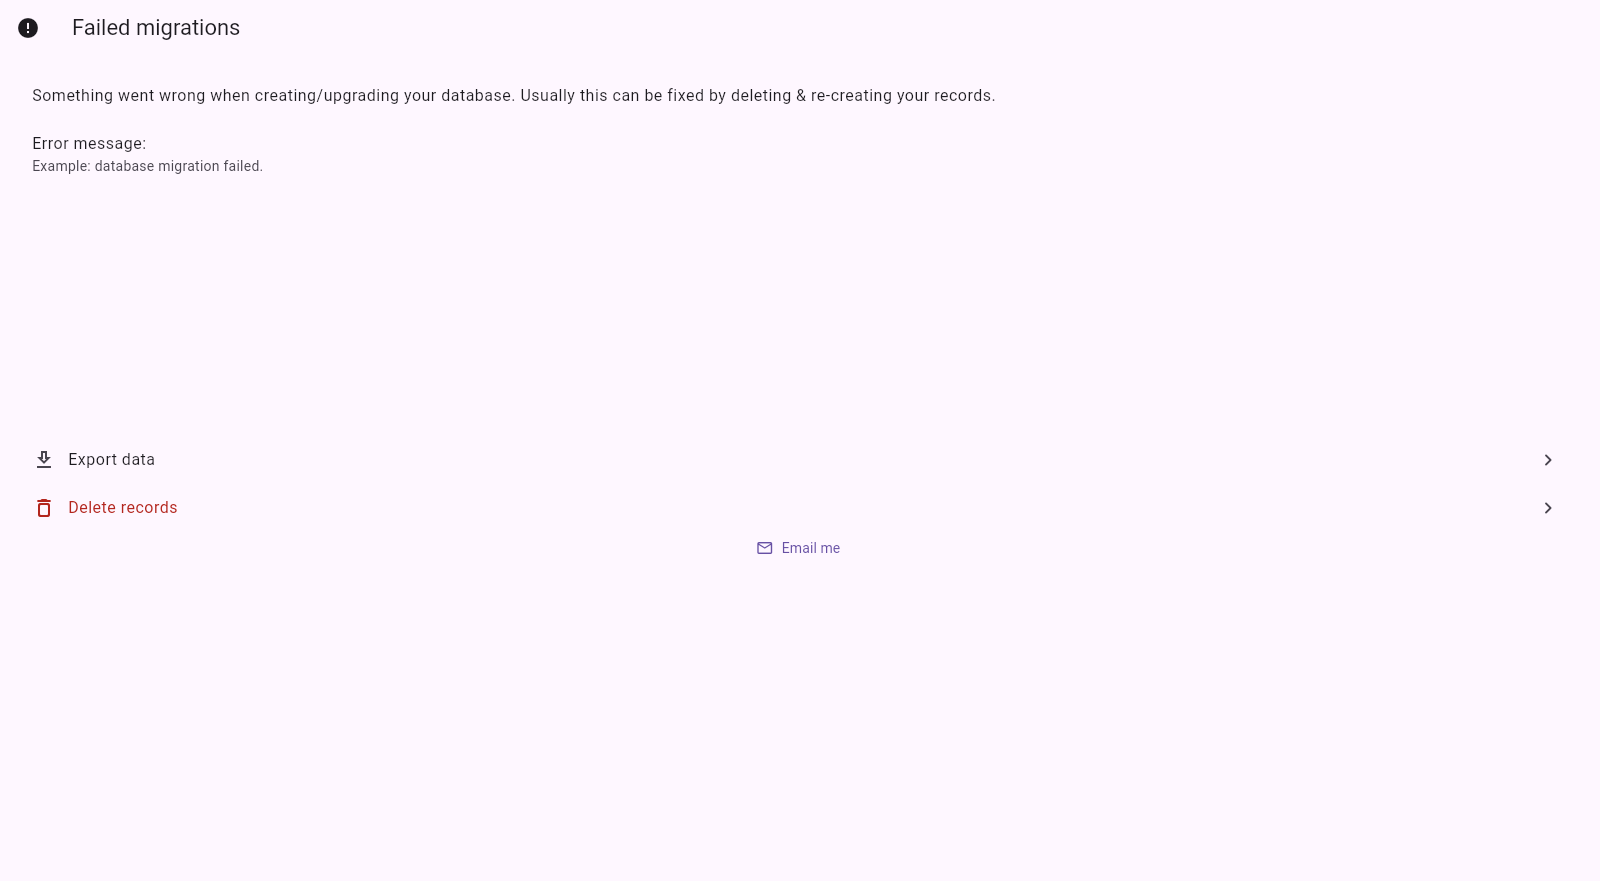 Failed migrations
Something went wrong when creating/upgrading your database. Usually this can be fixed by deleting & re-creating your records.
Error message:
Example: database migration failed.
Export data
Delete records
Email me